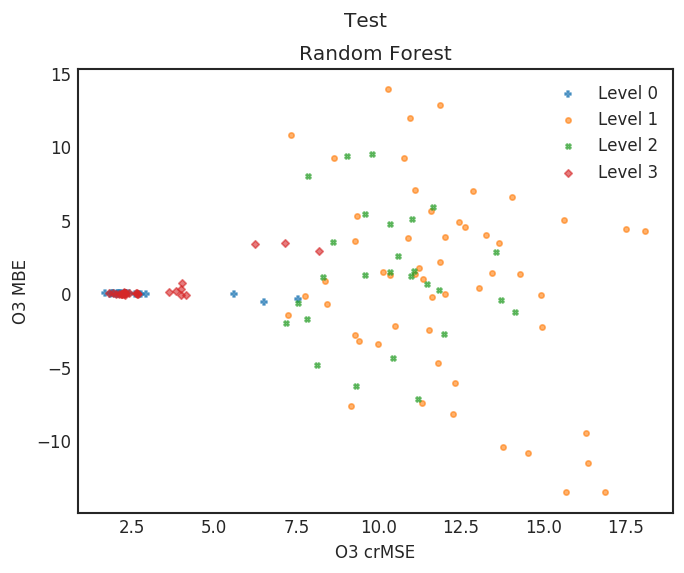 Test
Random Forest
15
10
5
0
−5
−10
O3 MBE
Level 0
Level 1
Level 2
Level 3
2.5 5.0 7.5 10.0 12.5 15.0 17.5
O3 crMSE